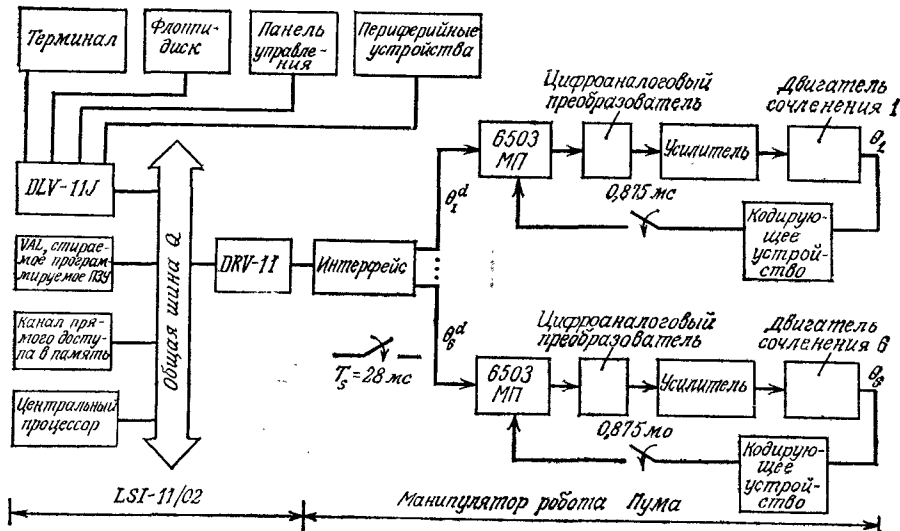 Терминал
Флоппи-
диск
Панель
управле-
ния
Периферийные
устройства
DLV-11J
VAL, стирае-
мое програм-
мируемое ПЗУ
Канал пря-
мого досту-
па в память
Центральный
процессор
Общая шина Q
DRV-11
Интерфейс
T_s = 28 мс
θ_1^d
θ_6^d
6503
МП
Цифроаналоговый
преобразователь
Усилитель
Двигатель
сочленения 1
θ_1
0,875 мс
Кодирую-
щее
устрой-
ство
6503
МП
Цифроаналоговый
преобразователь
Усилитель
Двигатель
сочленения 6
θ_6
0,875 мс
Кодирую-
щее
устрой-
ство
LSI-11/02
Манипулятор робота Пума